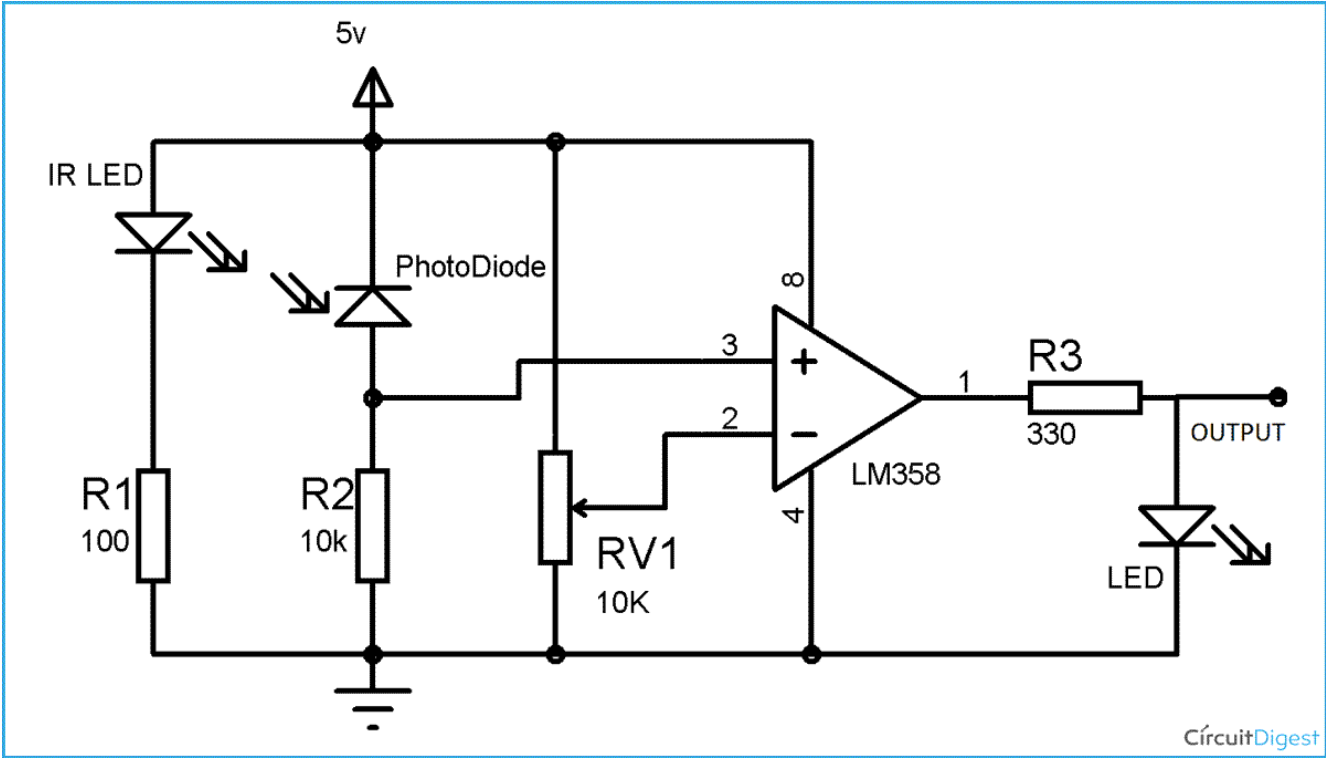 5v
IR LED
PhotoDiode
8
3
+
R3
1
2
−
330
OUTPUT
LM358
R1
100
R2
10k
4
RV1
10K
LED
CircuitDigest